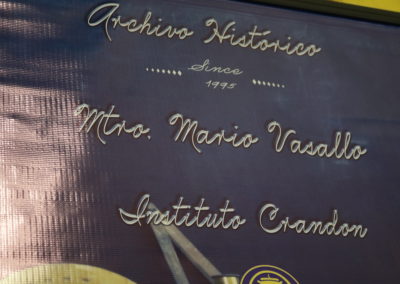 Archivo Histórico
Since
1995
Mtro. Mario Vasallo
Instituto Crandon